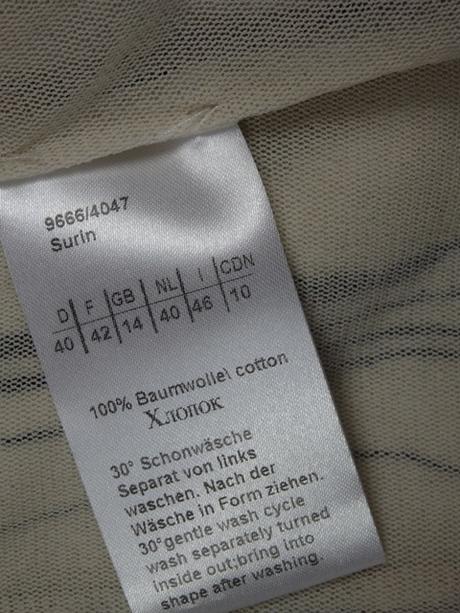 9666/4047
Surin
D | F | GB | NL | I | CDN
40 | 42 | 14 | 40 | 46 | 10
100% Baumwolle\ cotton
Хлопок
30° Schonwäsche
Separat von links
waschen. Nach der
Wäsche in Form ziehen.
30°gentle wash cycle
wash separately turned
inside out;bring into
shape after washing.